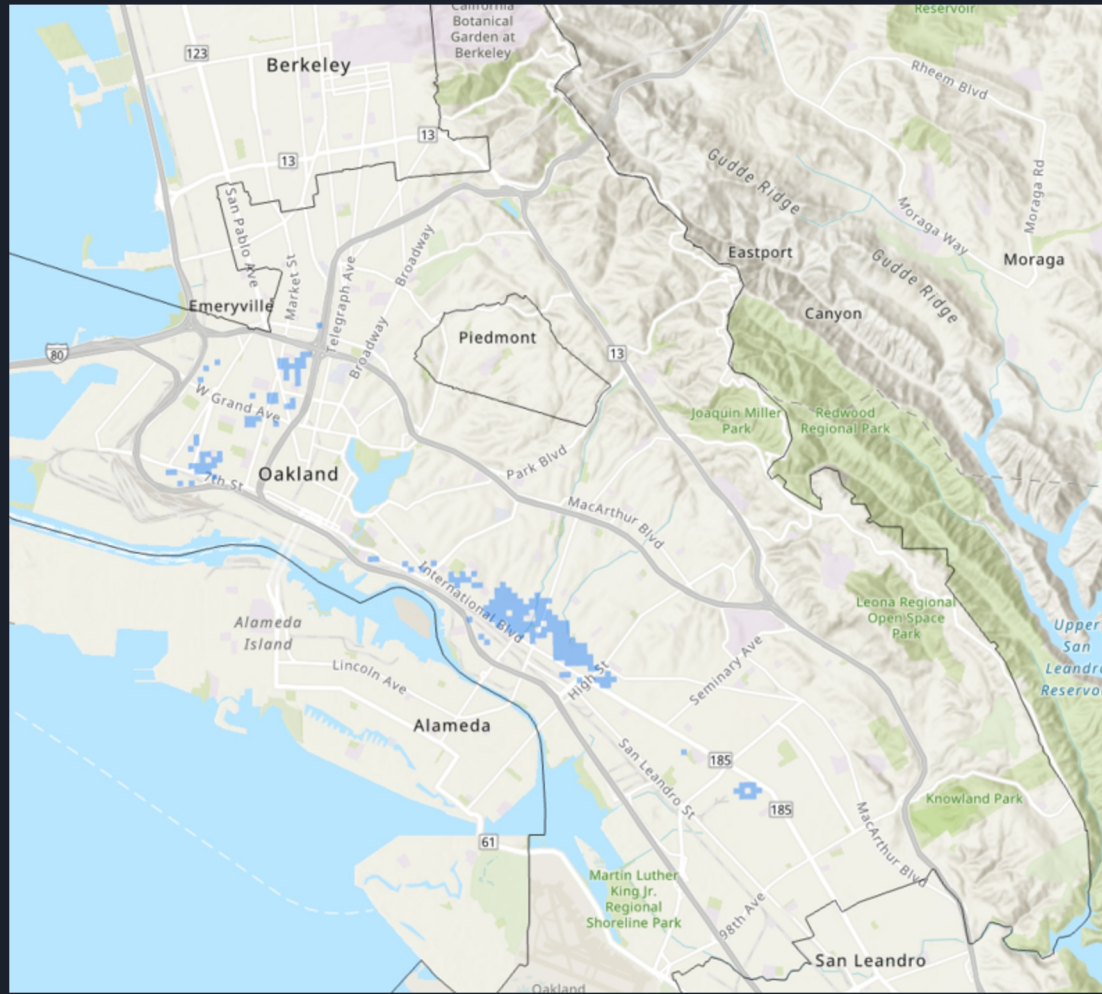 California
Botanical
Garden at
Berkeley
Reservoir
123
Berkeley
Rheem Blvd
13
13
Gudde Ridge
Moraga Rd
San Pablo Ave
Moraga Way
Market St
Telegraph Ave
Broadway
Eastport
Moraga
Gudde Ridge
Emeryville
Canyon
Broadway
Piedmont
80
13
W Grand Ave
Joaquin Miller
Park
Redwood
Regional Park
Oakland
7th St
Park Blvd
MacArthur Blvd
International Blvd
Leona Regional
Open Space
Park
Alameda
Island
Upper
San
Leandro
Reservoir
Lincoln Ave
High St
Seminary Ave
Alameda
185
San Leandro St
185
Knowland Park
MacArthur Blvd
61
Martin Luther
King Jr.
Regional
Shoreline Park
98th Ave
San Leandro
Oakland